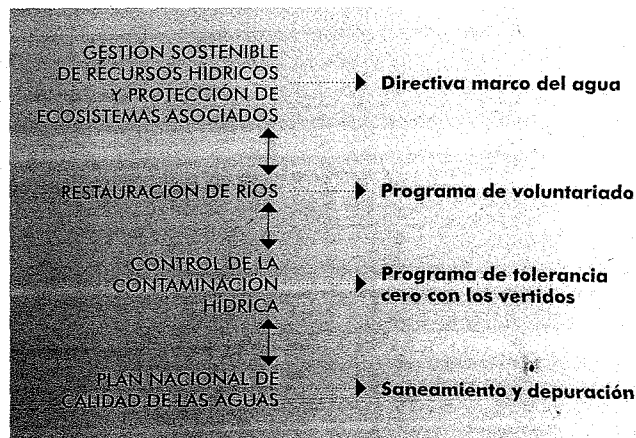 GESTIÓN SOSTENIBLE
DE RECURSOS HÍDRICOS
Y PROTECCIÓN DE
ECOSISTEMAS ASOCIADOS
Directiva marco del agua
RESTAURACIÓN DE RÍOS
Programa de voluntariado
CONTROL DE LA
CONTAMINACIÓN
HÍDRICA
Programa de tolerancia
cero con los vertidos
PLAN NACIONAL DE
CALIDAD DE LAS AGUAS
Saneamiento y depuración